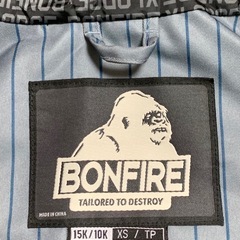 BONFIRE
TAILORED TO DESTROY
MADE IN CHINA
15K/10K XS / TP